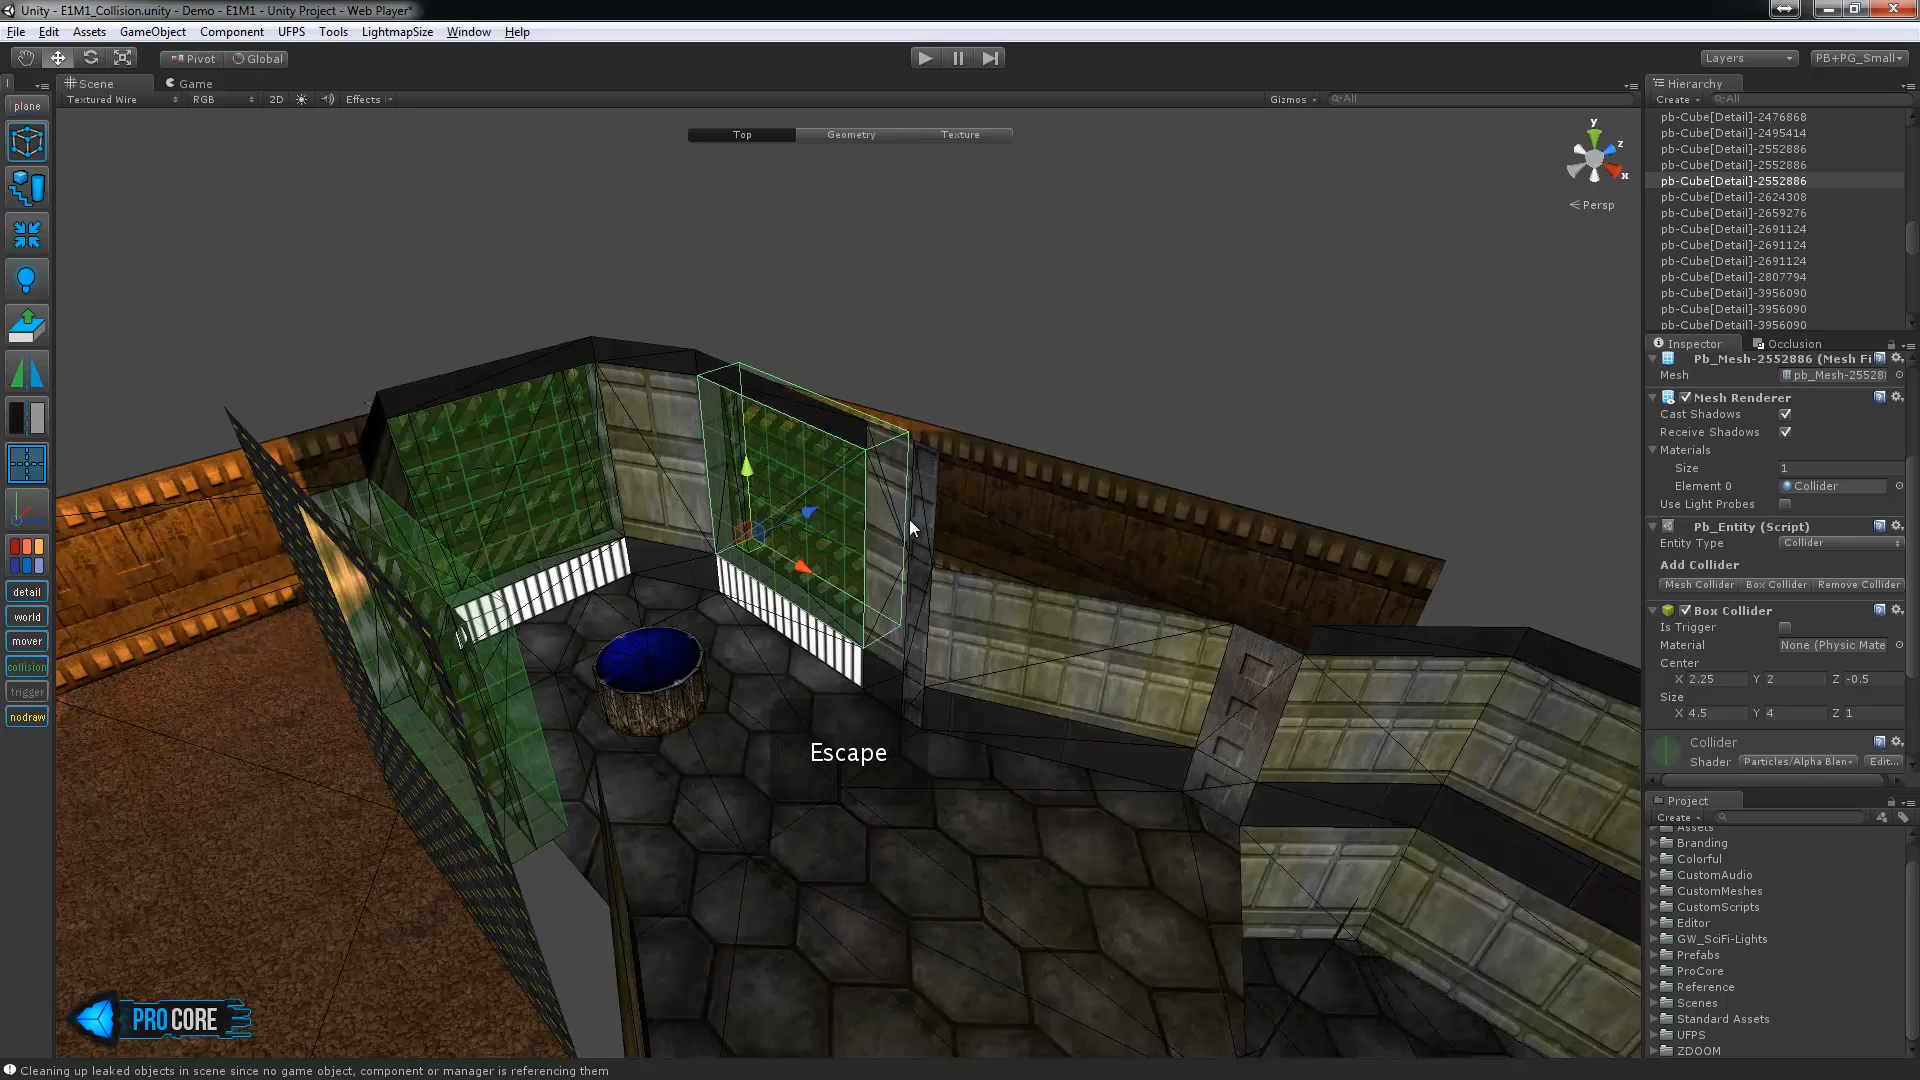 Unity - E1M1_Collision.unity - Demo - E1M1 - Unity Project - Web Player*
File Edit Assets GameObject Component UFPS Tools LightmapSize Window Help
Pivot Global
Layers PB+PG_Small
Scene Game
Textured Wire RGB 2D Effects Gizmos All
plane
Top Geometry Texture
y
z
x
Persp
detail
world
mover
collision
trigger
nodraw
Escape
PROCORE
Hierarchy
Create All
pb-Cube[Detail]-2476868
pb-Cube[Detail]-2495414
pb-Cube[Detail]-2552886
pb-Cube[Detail]-2552886
pb-Cube[Detail]-2552886
pb-Cube[Detail]-2624308
pb-Cube[Detail]-2659276
pb-Cube[Detail]-2691124
pb-Cube[Detail]-2691124
pb-Cube[Detail]-2691124
pb-Cube[Detail]-2807794
pb-Cube[Detail]-3956090
pb-Cube[Detail]-3956090
pb-Cube[Detail]-3956090
Inspector Occlusion
Pb_Mesh-2552886 (Mesh Fi
Mesh pb_Mesh-25528
Mesh Renderer
Cast Shadows
Receive Shadows
Materials
Size 1
Element 0 Collider
Use Light Probes
Pb_Entity (Script)
Entity Type Collider
Add Collider
Mesh Collider Box Collider Remove Collider
Box Collider
Is Trigger
Material None (Physic Mate
Center
X 2.25 Y 2 Z -0.5
Size
X 4.5 Y 4 Z 1
Collider
Shader Particles/Alpha Blen Edit...
Project
Create
Assets
Branding
Colorful
CustomAudio
CustomMeshes
CustomScripts
Editor
GW_SciFi-Lights
Prefabs
ProCore
Reference
Scenes
Standard Assets
UFPS
ZDOOM
Cleaning up leaked objects in scene since no game object, component or manager is referencing them